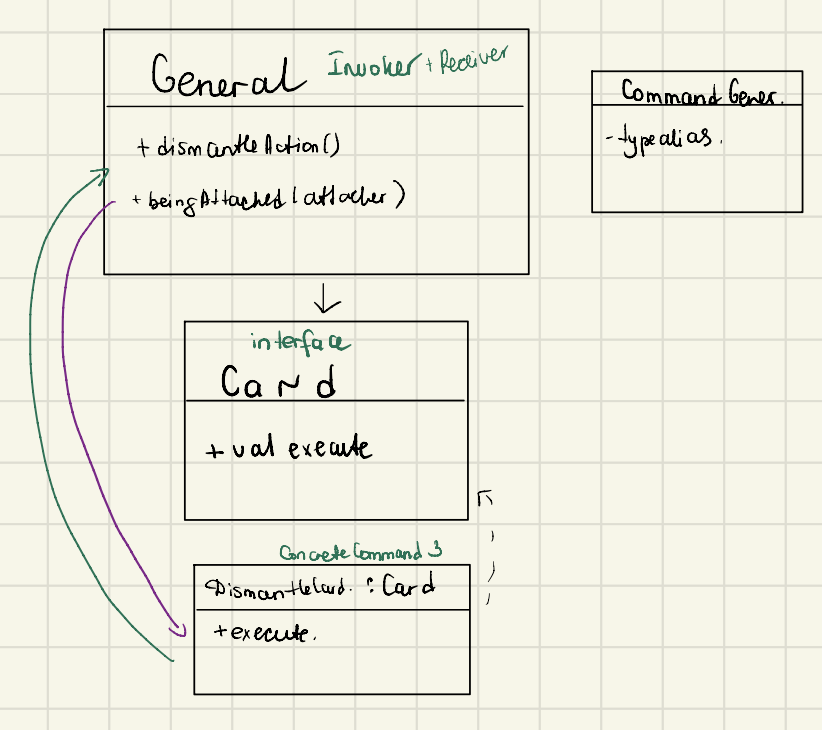 General Invoker + Receiver
+ dismantleAction()
+ beingAttached(attacher)
Command Gener.
- typealias.
interface
Card
+ val execute
Concrete Command 3
DismantleCard. : Card
+ execute.